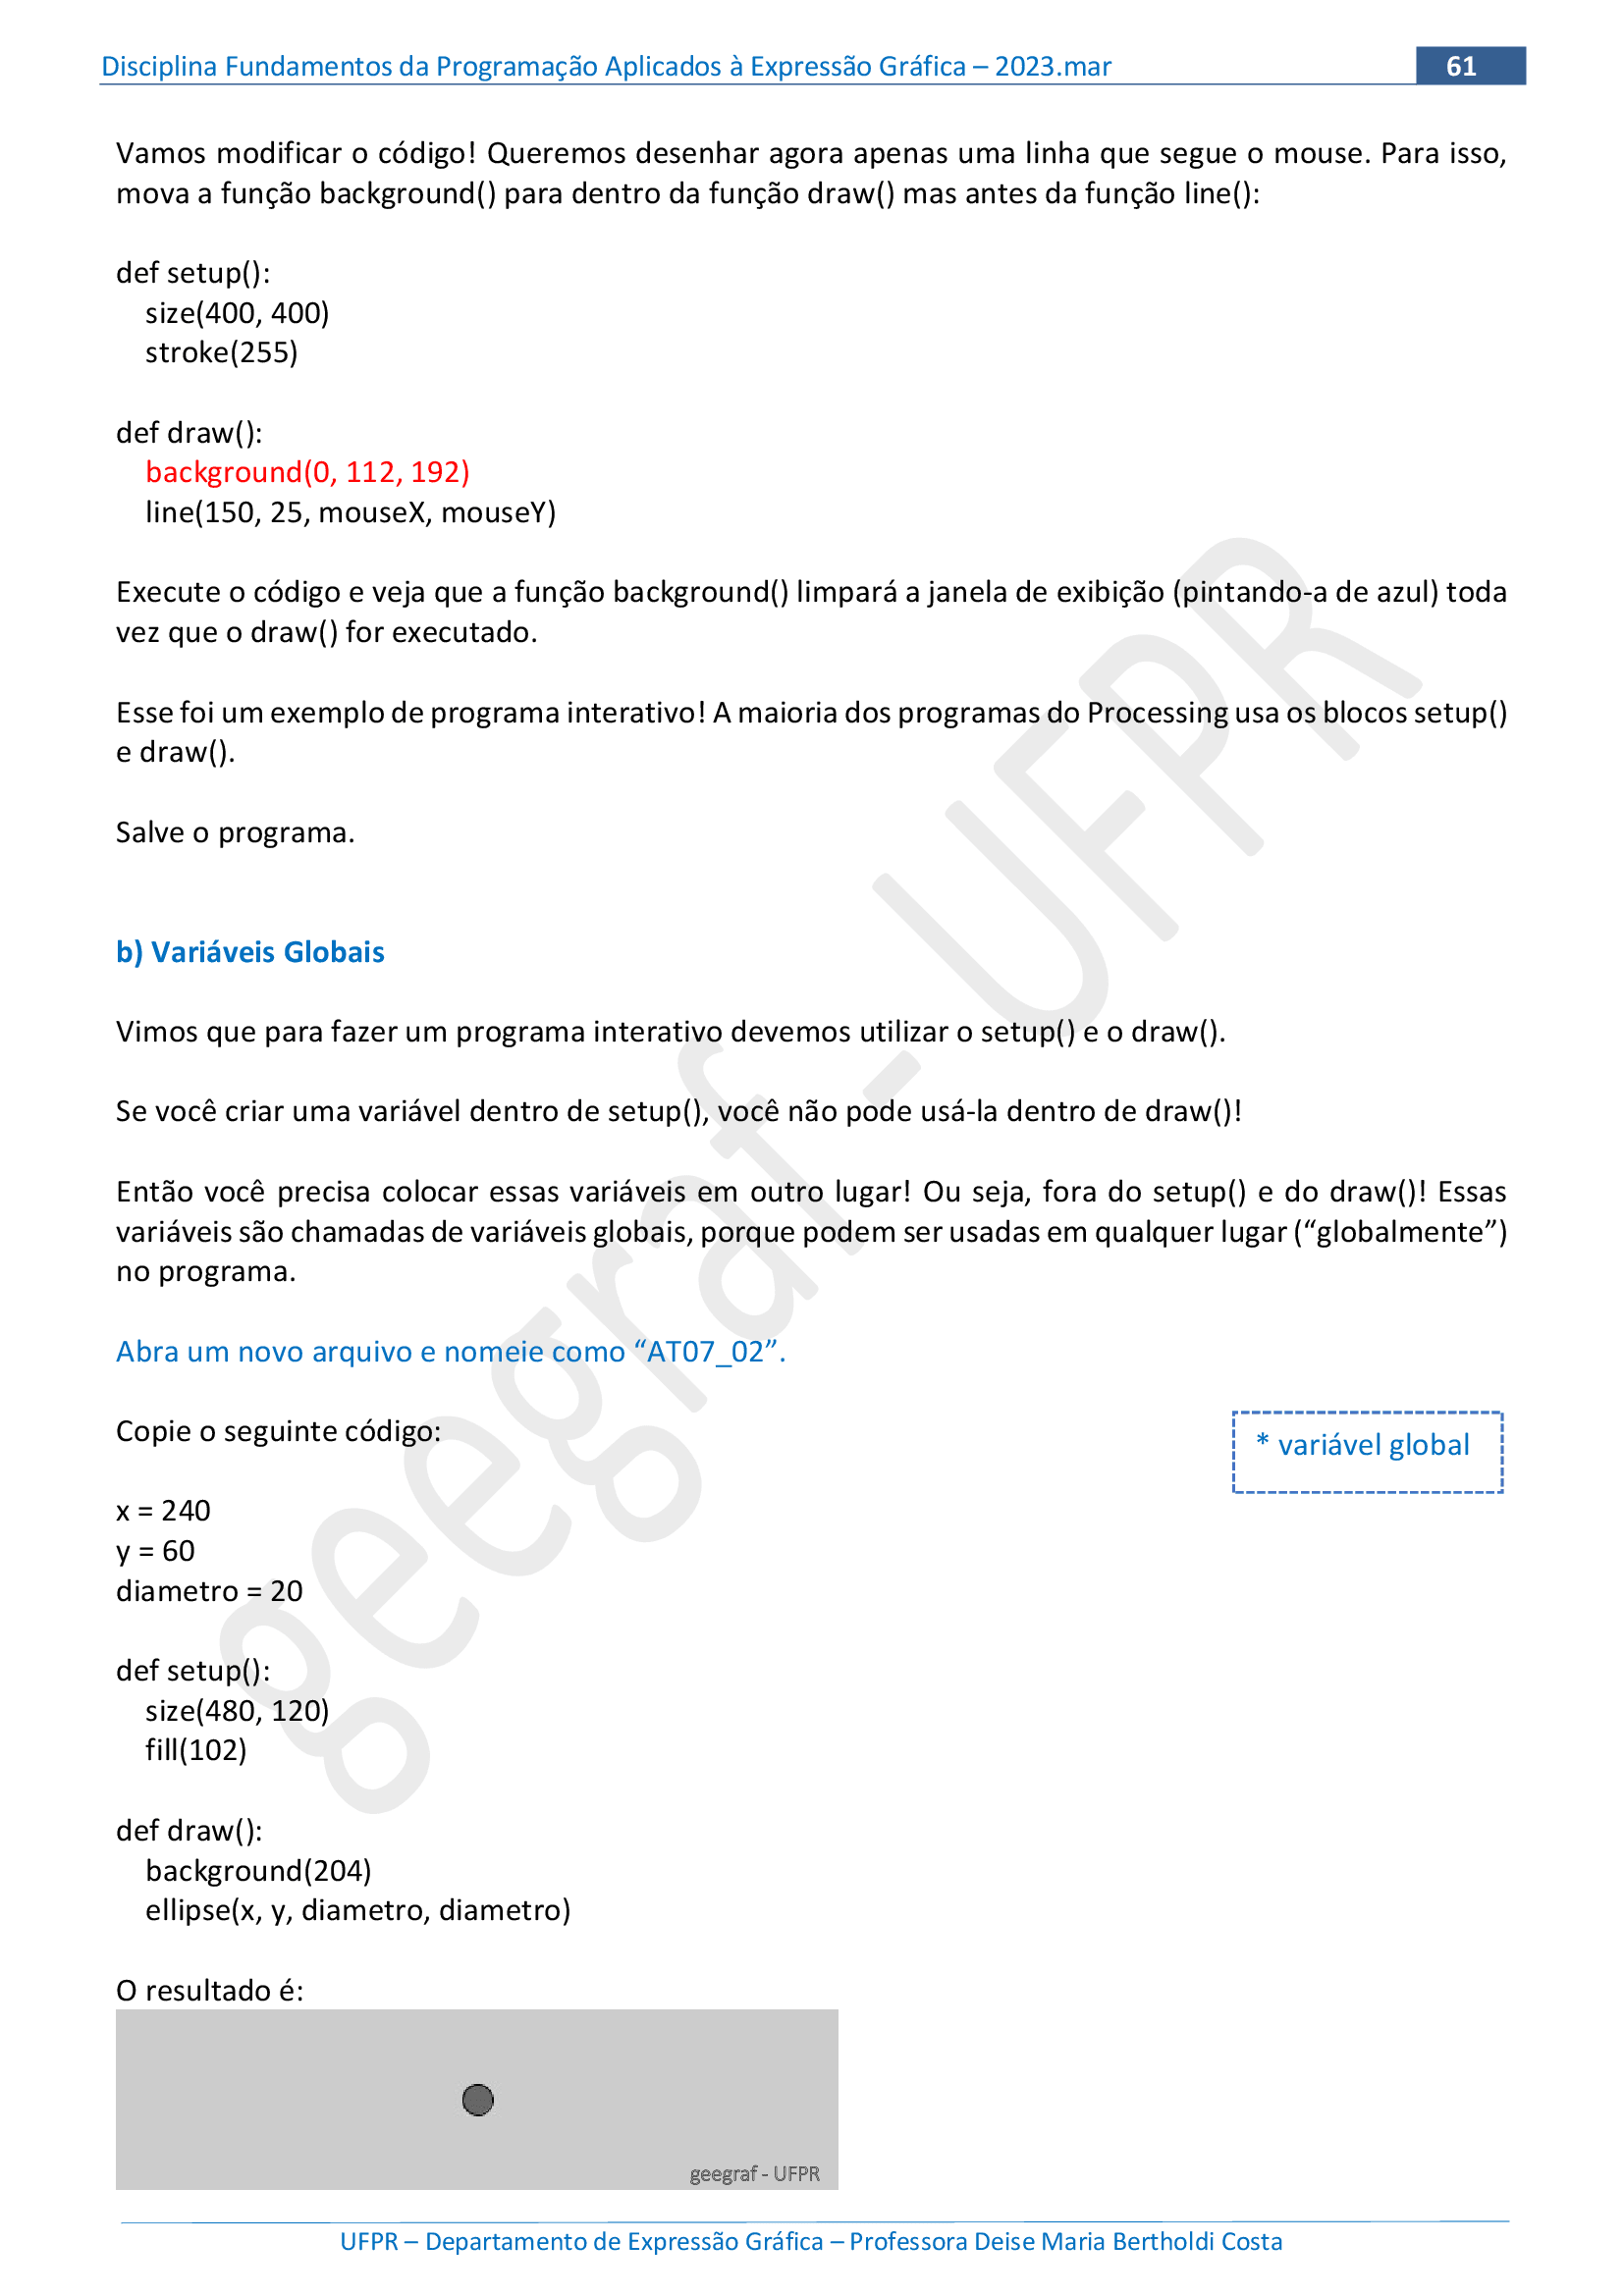 Disciplina Fundamentos da Programação Aplicados à Expressão Gráfica – 2023.mar 61
Vamos modificar o código! Queremos desenhar agora apenas uma linha que segue o mouse. Para isso,
mova a função background() para dentro da função draw() mas antes da função line():
def setup():
size(400, 400)
stroke(255)
def draw():
background(0, 112, 192)
line(150, 25, mouseX, mouseY)
Execute o código e veja que a função background() limpará a janela de exibição (pintando-a de azul) toda
vez que o draw() for executado.
Esse foi um exemplo de programa interativo! A maioria dos programas do Processing usa os blocos setup()
e draw().
Salve o programa.
b) Variáveis Globais
Vimos que para fazer um programa interativo devemos utilizar o setup() e o draw().
Se você criar uma variável dentro de setup(), você não pode usá-la dentro de draw()!
Então você precisa colocar essas variáveis em outro lugar! Ou seja, fora do setup() e do draw()! Essas
variáveis são chamadas de variáveis globais, porque podem ser usadas em qualquer lugar (“globalmente”)
no programa.
Abra um novo arquivo e nomeie como “AT07_02”.
Copie o seguinte código:
* variável global
x = 240
y = 60
diametro = 20
def setup():
size(480, 120)
fill(102)
def draw():
background(204)
ellipse(x, y, diametro, diametro)
O resultado é:
geegraf - UFPR
UFPR – Departamento de Expressão Gráfica – Professora Deise Maria Bertholdi Costa
geegraf - UFPR